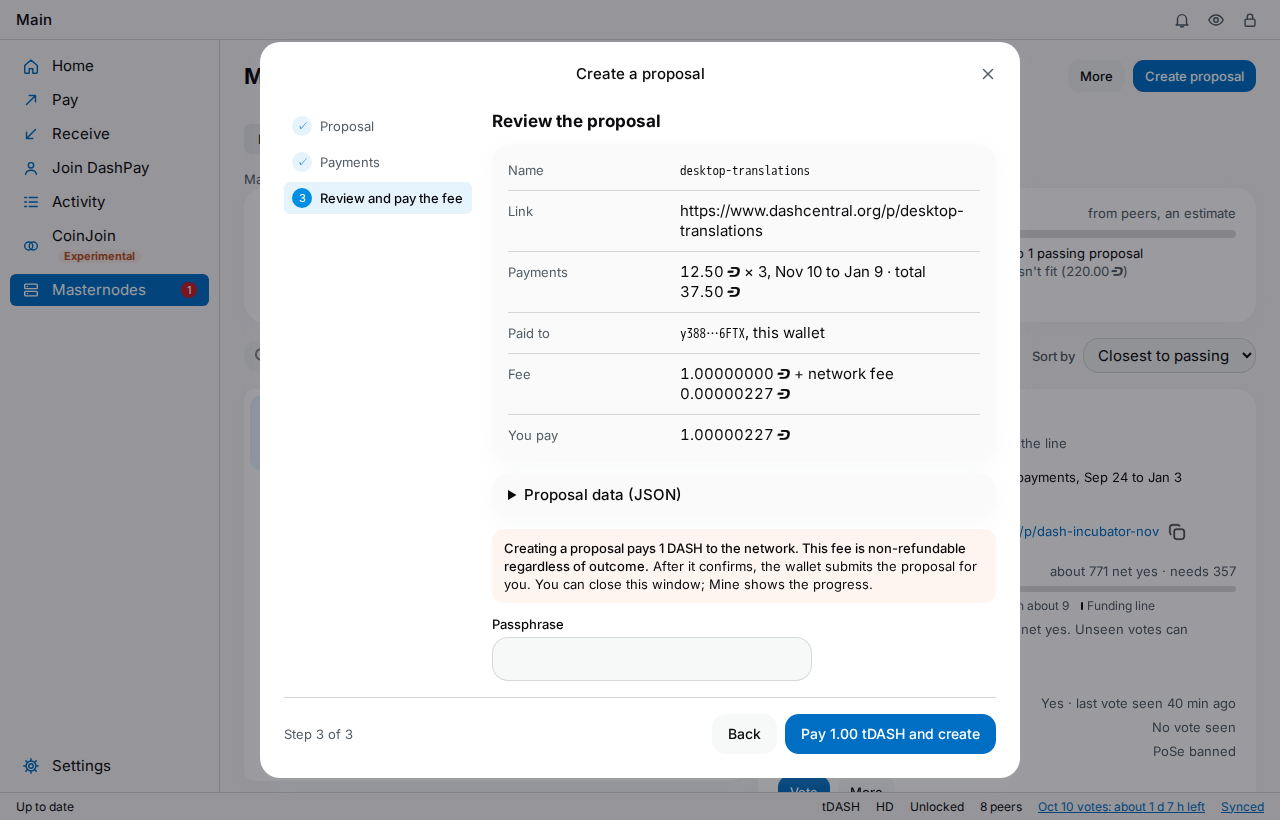 Main
Home
Pay
Receive
Join DashPay
Activity
CoinJoin
Experimental
Masternodes 1
Settings
More
Create proposal
from peers, an estimate
1 passing proposal
sn't fit (220.00
Sort by Closest to passing
the line
payments, Sep 24 to Jan 3
/p/dash-incubator-nov
about 771 net yes · needs 357
about 9 Funding line
net yes. Unseen votes can
Yes · last vote seen 40 min ago
No vote seen
PoSe banned
Vote More
Create a proposal
Proposal
Payments
3 Review and pay the fee
Review the proposal
Name desktop-translations
Link https://www.dashcentral.org/p/desktop-
translations
Payments 12.50 × 3, Nov 10 to Jan 9 · total
37.50
Paid to y388···6FTX, this wallet
Fee 1.00000000 + network fee
0.00000227
You pay 1.00000227
Proposal data (JSON)
Creating a proposal pays 1 DASH to the network. This fee is non-refundable
regardless of outcome. After it confirms, the wallet submits the proposal for
you. You can close this window; Mine shows the progress.
Passphrase
Step 3 of 3
Back
Pay 1.00 tDASH and create
Up to date
tDASH HD Unlocked 8 peers Oct 10 votes: about 1 d 7 h left Synced